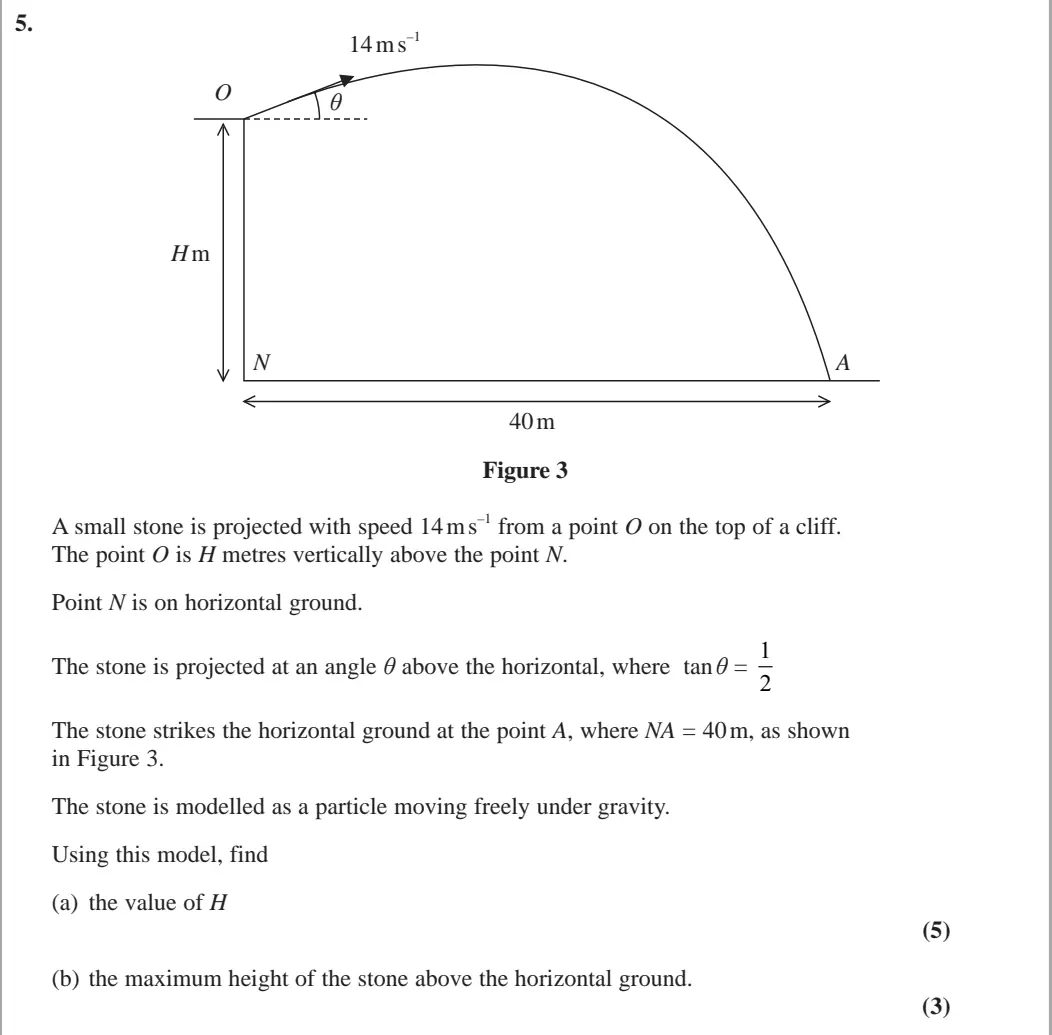 5.
14 m s⁻¹
O
θ
H m
N
A
40 m
Figure 3
A small stone is projected with speed 14 m s⁻¹ from a point O on the top of a cliff.
The point O is H metres vertically above the point N.
Point N is on horizontal ground.
The stone is projected at an angle θ above the horizontal, where tan θ = 1/2
The stone strikes the horizontal ground at the point A, where NA = 40 m, as shown
in Figure 3.
The stone is modelled as a particle moving freely under gravity.
Using this model, find
(a) the value of H
(5)
(b) the maximum height of the stone above the horizontal ground.
(3)